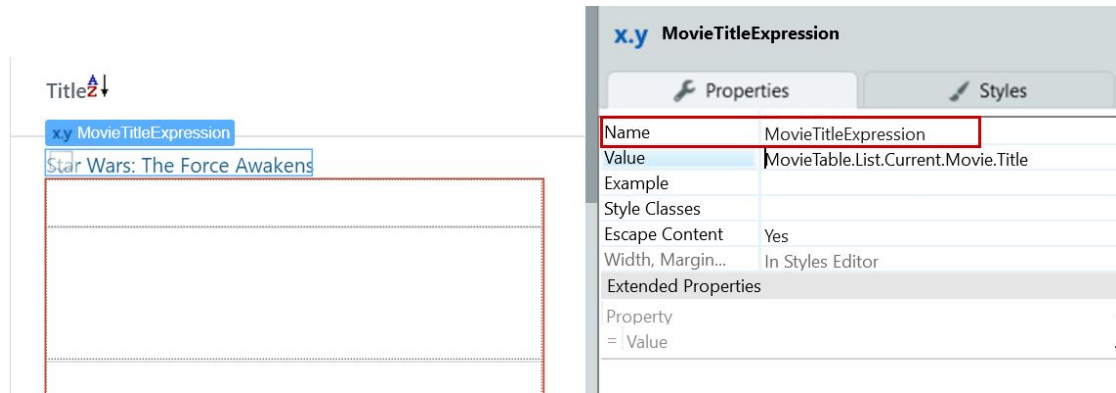 Title
x.y MovieTitleExpression
Star Wars: The Force Awakens
x.y MovieTitleExpression
Properties
Styles
Name MovieTitleExpression
Value MovieTable.List.Current.Movie.Title
Example
Style Classes
Escape Content Yes
Width, Margin... In Styles Editor
Extended Properties
Property
= Value